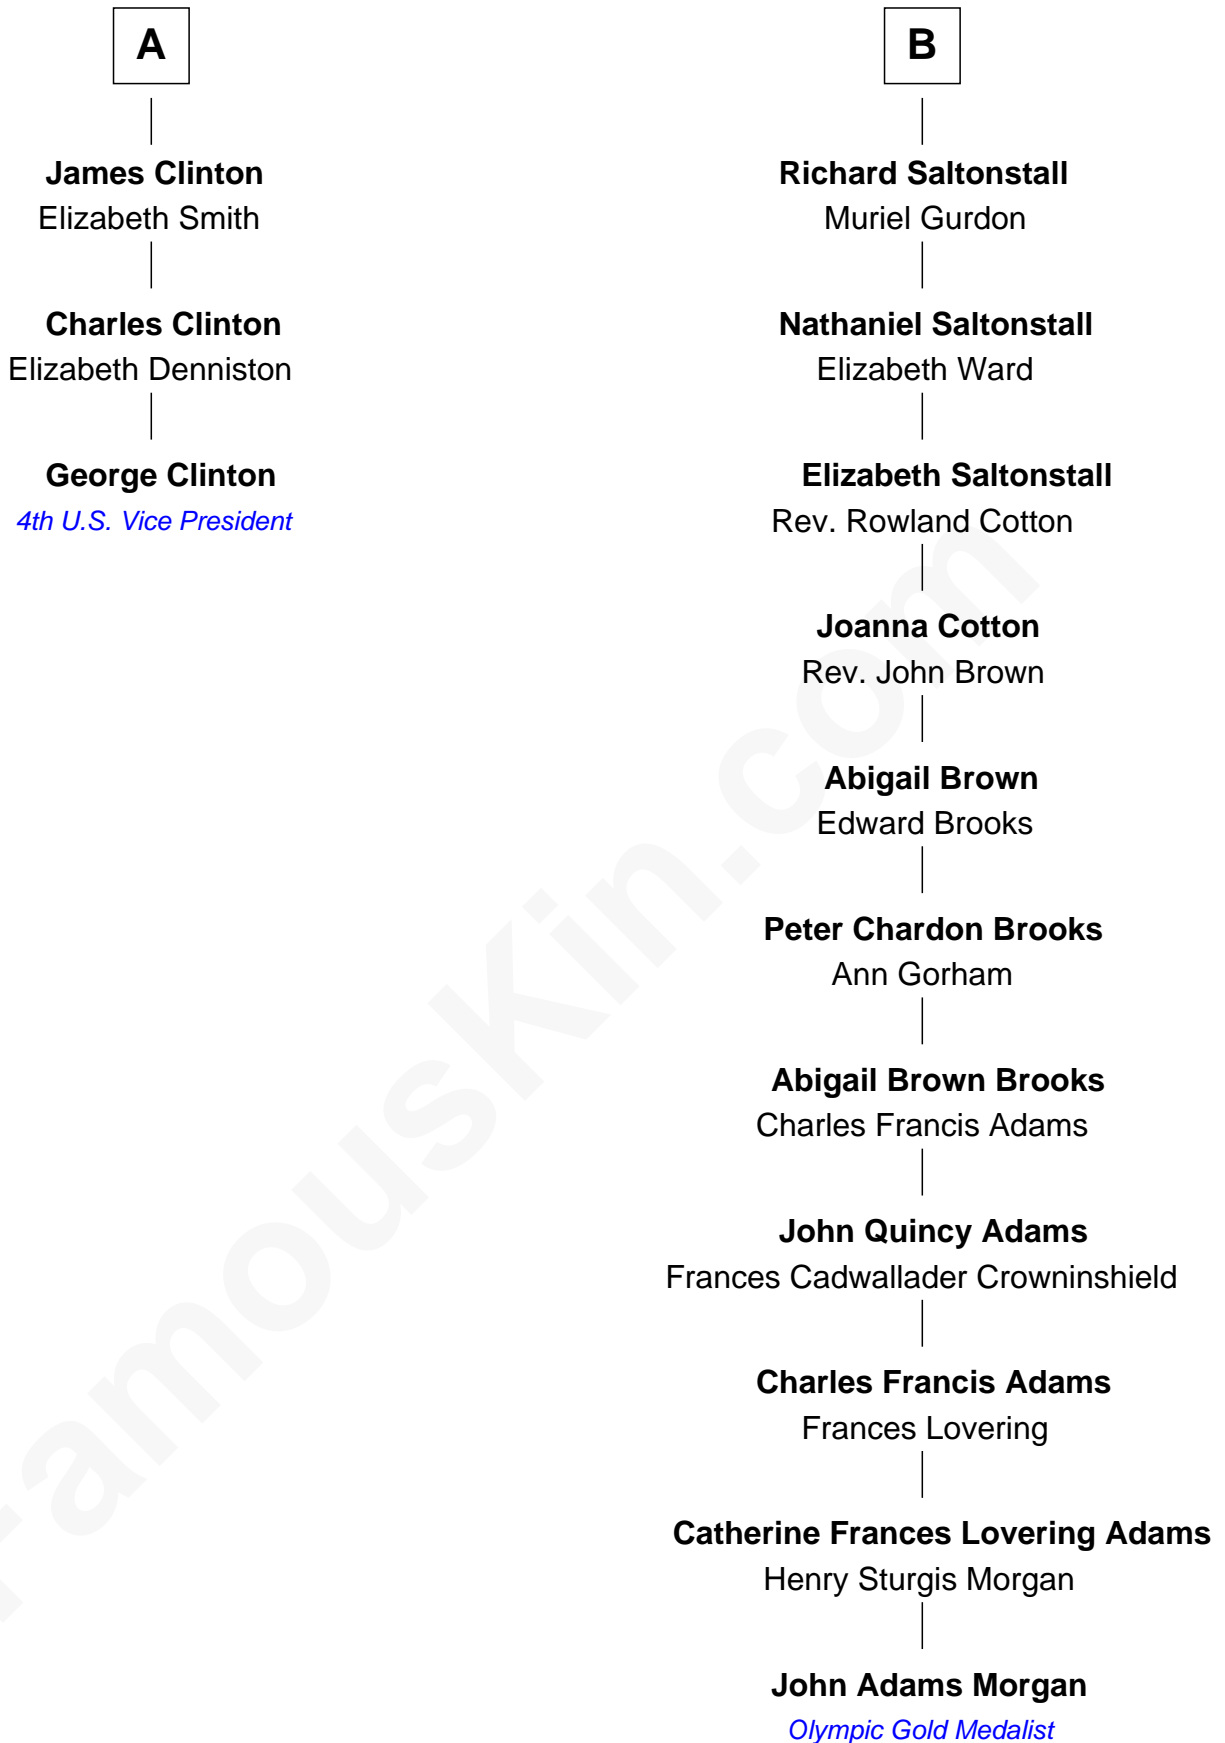 A
James Clinton
Elizabeth Smith
Charles Clinton
Elizabeth Denniston
George Clinton
4th U.S. Vice President
B
Richard Saltonstall
Muriel Gurdon
Nathaniel Saltonstall
Elizabeth Ward
Elizabeth Saltonstall
Rev. Rowland Cotton
Joanna Cotton
Rev. John Brown
Abigail Brown
Edward Brooks
Peter Chardon Brooks
Ann Gorham
Abigail Brown Brooks
Charles Francis Adams
John Quincy Adams
Frances Cadwallader Crowninshield
Charles Francis Adams
Frances Lovering
Catherine Frances Lovering Adams
Henry Sturgis Morgan
John Adams Morgan
Olympic Gold Medalist
FamousKin.com